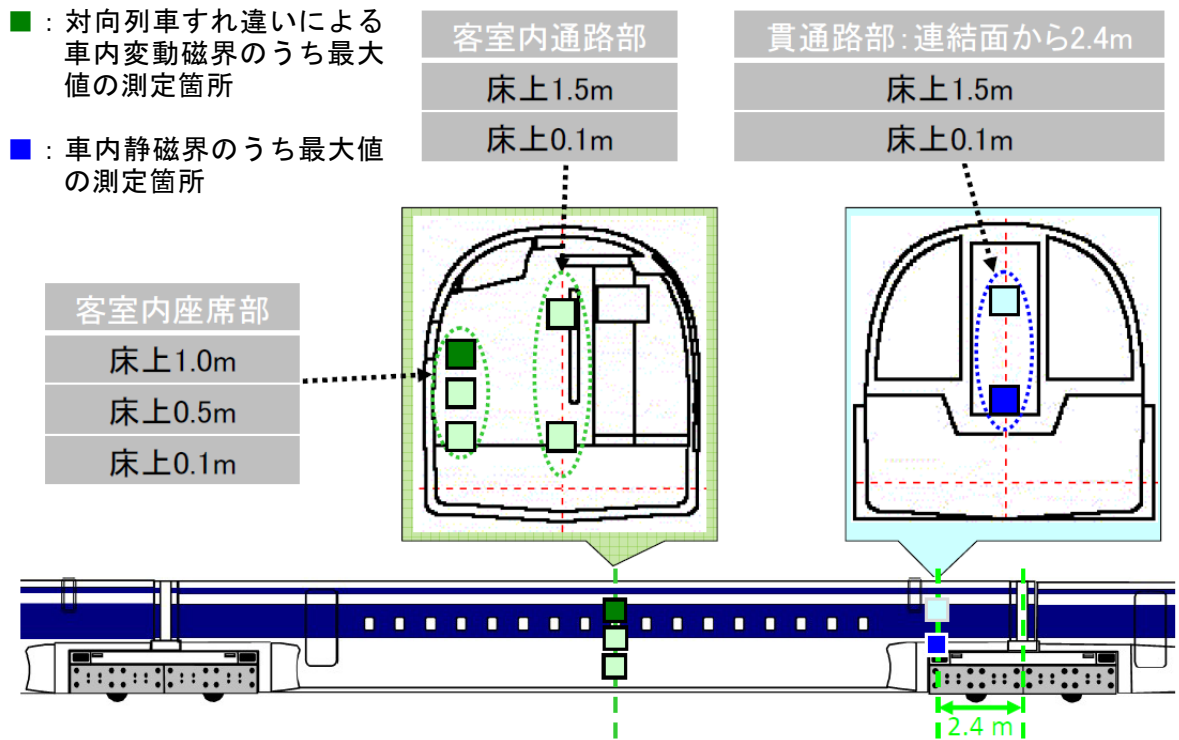 ■：対向列車すれ違いによる
車内変動磁界のうち最大
値の測定箇所
■：車内静磁界のうち最大値
の測定箇所
客室内通路部
床上1.5m
床上0.1m
貫通路部：連結面から2.4m
床上1.5m
床上0.1m
客室内座席部
床上1.0m
床上0.5m
床上0.1m
2.4 m